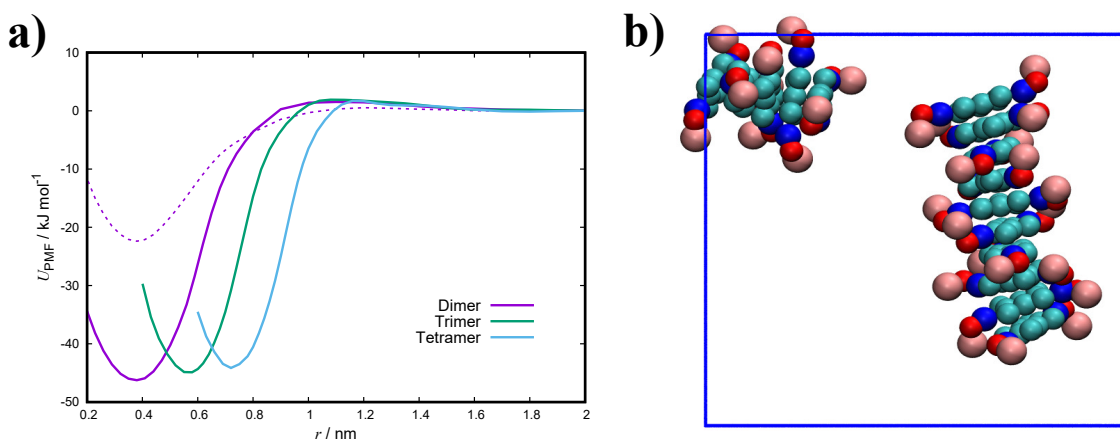 a)
10
0
-10
-20
-30
-40
-50
U_PMF / kJ mol⁻¹
Dimer
Trimer
Tetramer
0.2 0.4 0.6 0.8 1 1.2 1.4 1.6 1.8 2
r / nm
b)